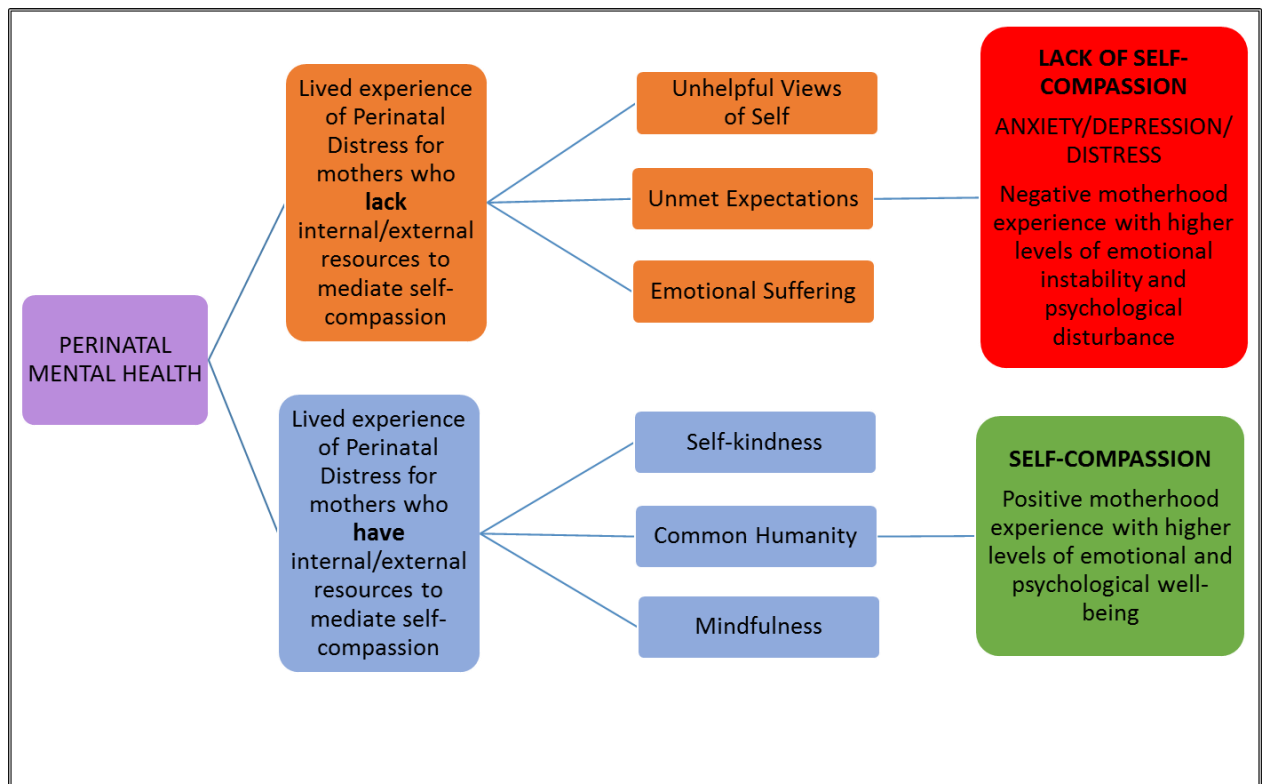 PERINATAL
MENTAL HEALTH
Lived experience
of Perinatal
Distress for
mothers who
lack
internal/external
resources to
mediate self-
compassion
Unhelpful Views
of Self
Unmet Expectations
Emotional Suffering
LACK OF SELF-
COMPASSION
ANXIETY/DEPRESSION/
DISTRESS
Negative motherhood
experience with higher
levels of emotional
instability and
psychological
disturbance
Lived experience
of Perinatal
Distress for
mothers who
have
internal/external
resources to
mediate self-
compassion
Self-kindness
Common Humanity
Mindfulness
SELF-COMPASSION
Positive motherhood
experience with higher
levels of emotional and
psychological well-
being